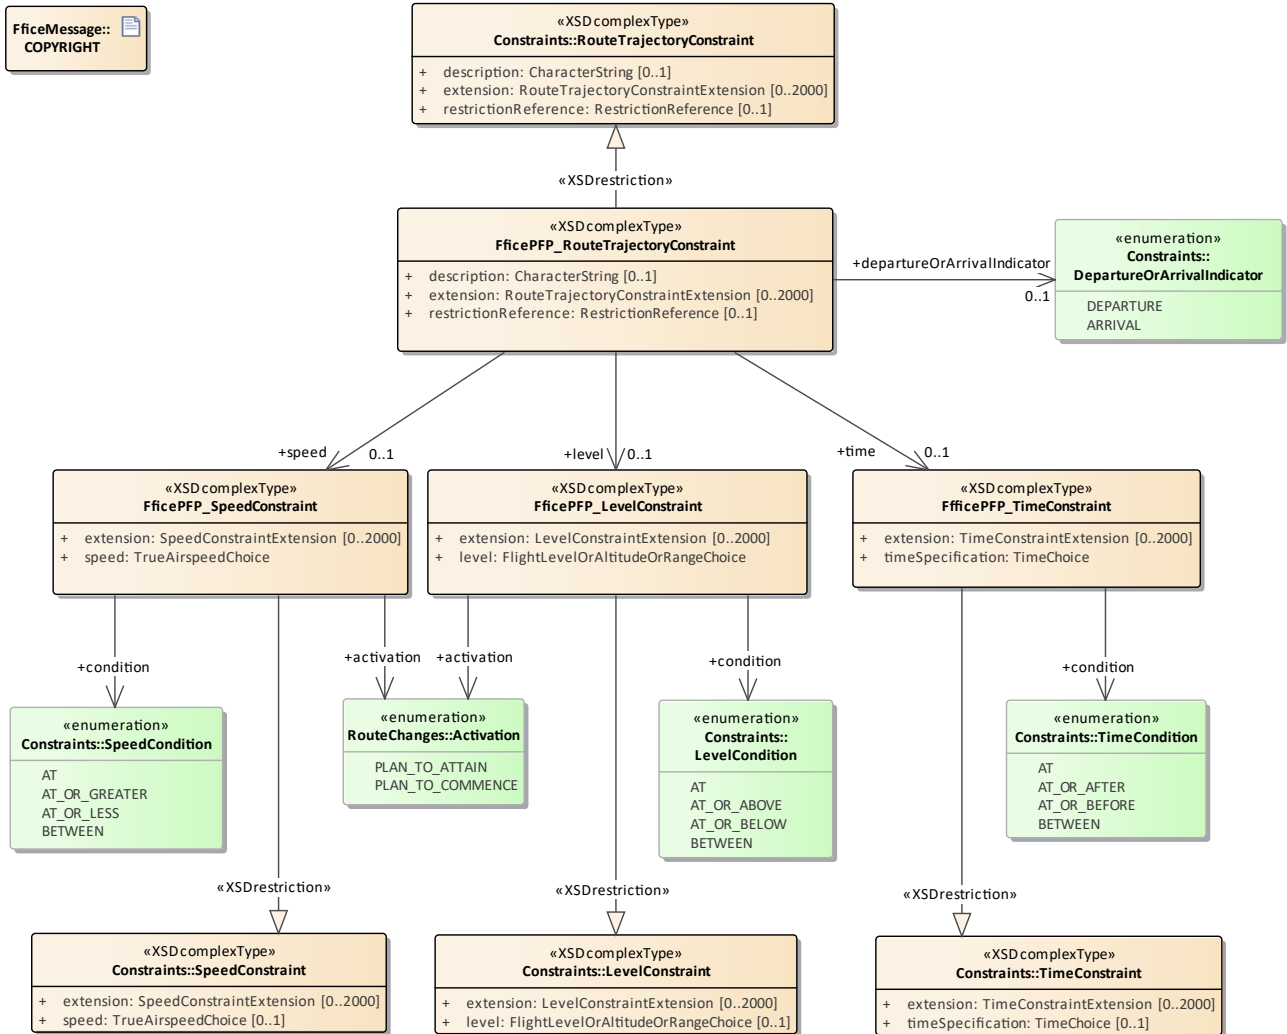 FficeMessage::
COPYRIGHT
«XSDcomplexType»
Constraints::RouteTrajectoryConstraint
+ description: CharacterString [0..1]
+ extension: RouteTrajectoryConstraintExtension [0..2000]
+ restrictionReference: RestrictionReference [0..1]
«XSDrestriction»
«XSDcomplexType»
FficePFP_RouteTrajectoryConstraint
+ description: CharacterString [0..1]
+ extension: RouteTrajectoryConstraintExtension [0..2000]
+ restrictionReference: RestrictionReference [0..1]
+departureOrArrivalIndicator
0..1
«enumeration»
Constraints::
DepartureOrArrivalIndicator
DEPARTURE
ARRIVAL
+speed 0..1
+level 0..1
+time 0..1
«XSDcomplexType»
FficePFP_SpeedConstraint
+ extension: SpeedConstraintExtension [0..2000]
+ speed: TrueAirspeedChoice
«XSDcomplexType»
FficePFP_LevelConstraint
+ extension: LevelConstraintExtension [0..2000]
+ level: FlightLevelOrAltitudeOrRangeChoice
«XSDcomplexType»
FficePFP_TimeConstraint
+ extension: TimeConstraintExtension [0..2000]
+ timeSpecification: TimeChoice
+condition
+activation
+activation
+condition
+condition
«enumeration»
Constraints::SpeedCondition
AT
AT_OR_GREATER
AT_OR_LESS
BETWEEN
«enumeration»
RouteChanges::Activation
PLAN_TO_ATTAIN
PLAN_TO_COMMENCE
«enumeration»
Constraints::
LevelCondition
AT
AT_OR_ABOVE
AT_OR_BELOW
BETWEEN
«enumeration»
Constraints::TimeCondition
AT
AT_OR_AFTER
AT_OR_BEFORE
BETWEEN
«XSDrestriction»
«XSDrestriction»
«XSDrestriction»
«XSDcomplexType»
Constraints::SpeedConstraint
+ extension: SpeedConstraintExtension [0..2000]
+ speed: TrueAirspeedChoice [0..1]
«XSDcomplexType»
Constraints::LevelConstraint
+ extension: LevelConstraintExtension [0..2000]
+ level: FlightLevelOrAltitudeOrRangeChoice [0..1]
«XSDcomplexType»
Constraints::TimeConstraint
+ extension: TimeConstraintExtension [0..2000]
+ timeSpecification: TimeChoice [0..1]